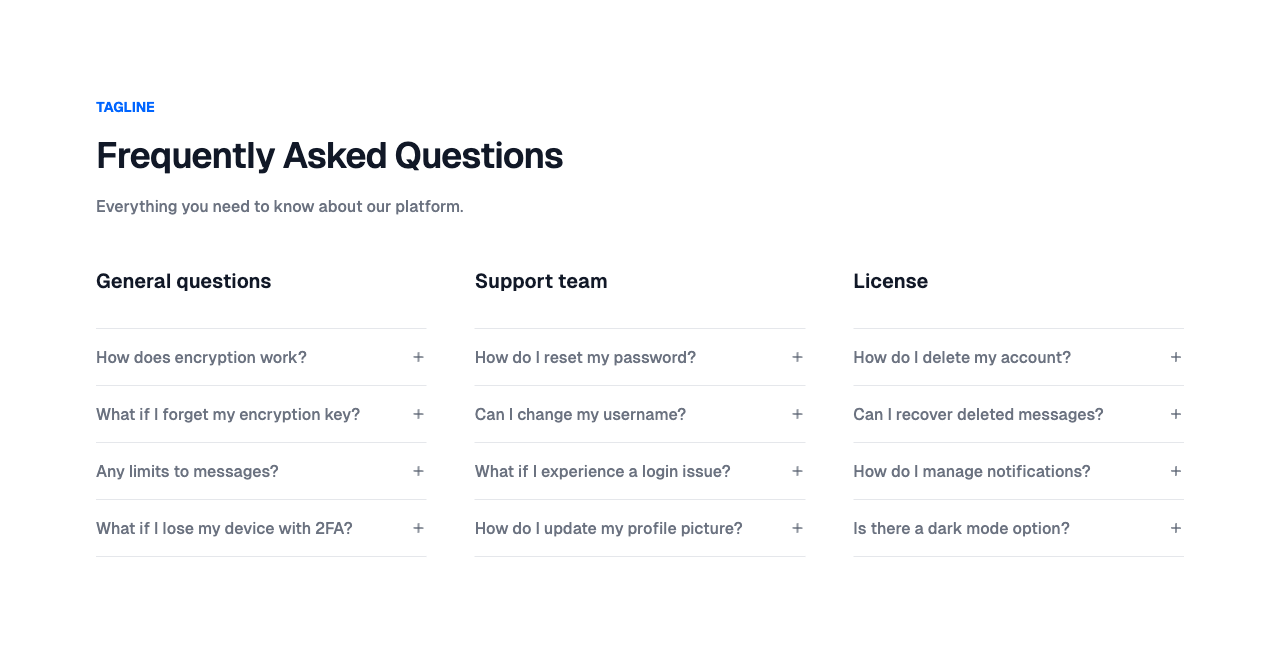 TAGLINE
Frequently Asked Questions
Everything you need to know about our platform.
General questions
How does encryption work?
What if I forget my encryption key?
Any limits to messages?
What if I lose my device with 2FA?
Support team
How do I reset my password?
Can I change my username?
What if I experience a login issue?
How do I update my profile picture?
License
How do I delete my account?
Can I recover deleted messages?
How do I manage notifications?
Is there a dark mode option?